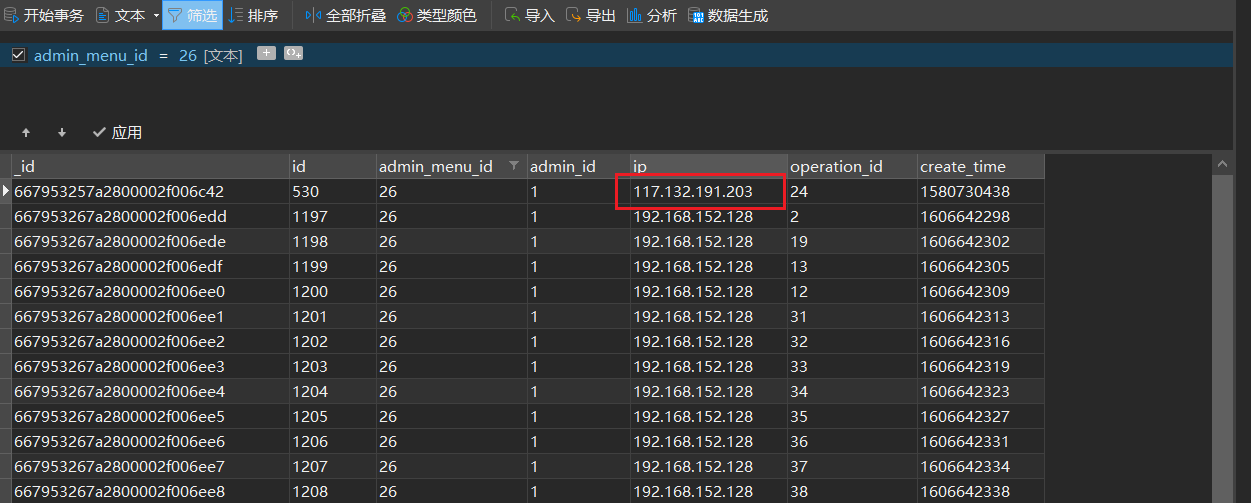 开始事务 文本 筛选 排序 全部折叠 类型颜色 导入 导出 分析 数据生成
admin_menu_id = 26 [文本]
应用
_id id admin_menu_id admin_id ip operation_id create_time
667953257a2800002f006c42 530 26 1 117.132.191.203 24 1580730438
667953267a2800002f006edd 1197 26 1 192.168.152.128 2 1606642298
667953267a2800002f006ede 1198 26 1 192.168.152.128 19 1606642302
667953267a2800002f006edf 1199 26 1 192.168.152.128 13 1606642305
667953267a2800002f006ee0 1200 26 1 192.168.152.128 12 1606642309
667953267a2800002f006ee1 1201 26 1 192.168.152.128 31 1606642313
667953267a2800002f006ee2 1202 26 1 192.168.152.128 32 1606642316
667953267a2800002f006ee3 1203 26 1 192.168.152.128 33 1606642319
667953267a2800002f006ee4 1204 26 1 192.168.152.128 34 1606642323
667953267a2800002f006ee5 1205 26 1 192.168.152.128 35 1606642327
667953267a2800002f006ee6 1206 26 1 192.168.152.128 36 1606642331
667953267a2800002f006ee7 1207 26 1 192.168.152.128 37 1606642334
667953267a2800002f006ee8 1208 26 1 192.168.152.128 38 1606642338